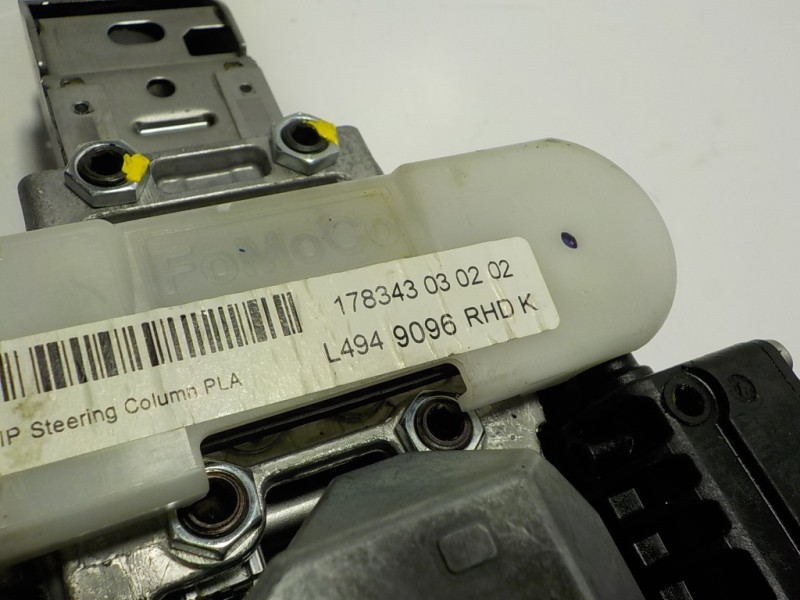 FoMoCo
178343 03 02 02
L494 9096 RHD K
IP Steering Column PLA